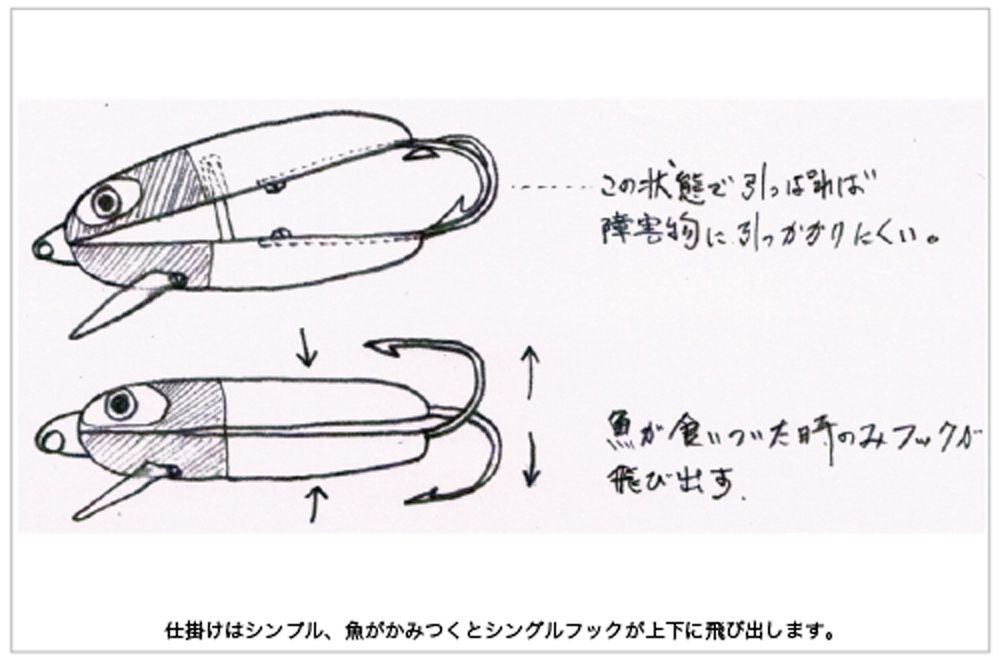 この状態で引っぱれば
障害物に引っかかりにくい。
魚が食いついた時のみフックが
飛び出す.
仕掛けはシンプル、魚がかみつくとシングルフックが上下に飛び出します。